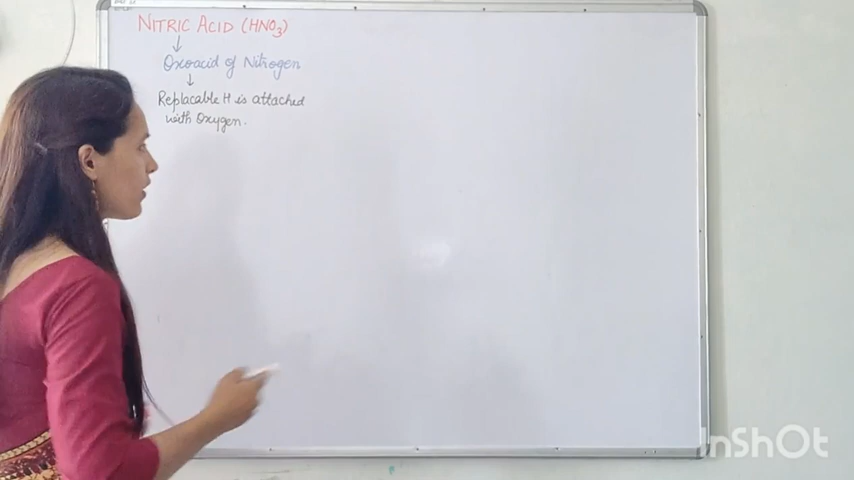 NITRIC ACID (HNO₃)
↓
Oxoacid of Nitrogen
↓
Replacable H is attached
with Oxygen.
InShOt